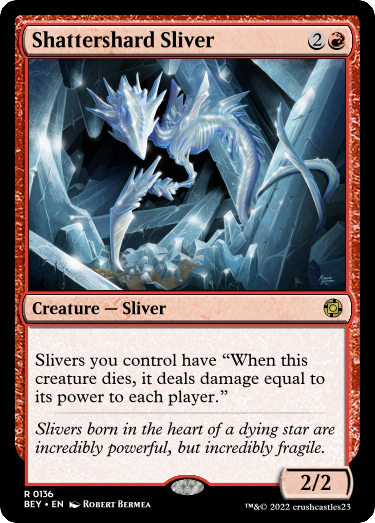 Shattershard Sliver 2
Creature — Sliver
Slivers you control have “When this
creature dies, it deals damage equal to
its power to each player.”
Slivers born in the heart of a dying star are
incredibly powerful, but incredibly fragile.
2/2
R 0136
BEY • EN Robert Bermea
™&© 2022 crushcastles23